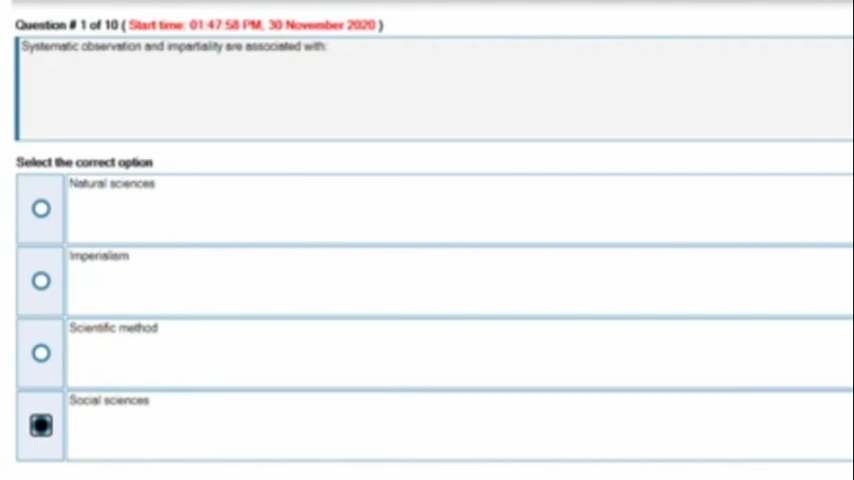 Question # 1 of 10 ( Start time: 01:47:58 PM, 30 November 2020 )
Systematic observation and impartiality are associated with:
Select the correct option
Natural sciences
Imperialism
Scientific method
Social sciences